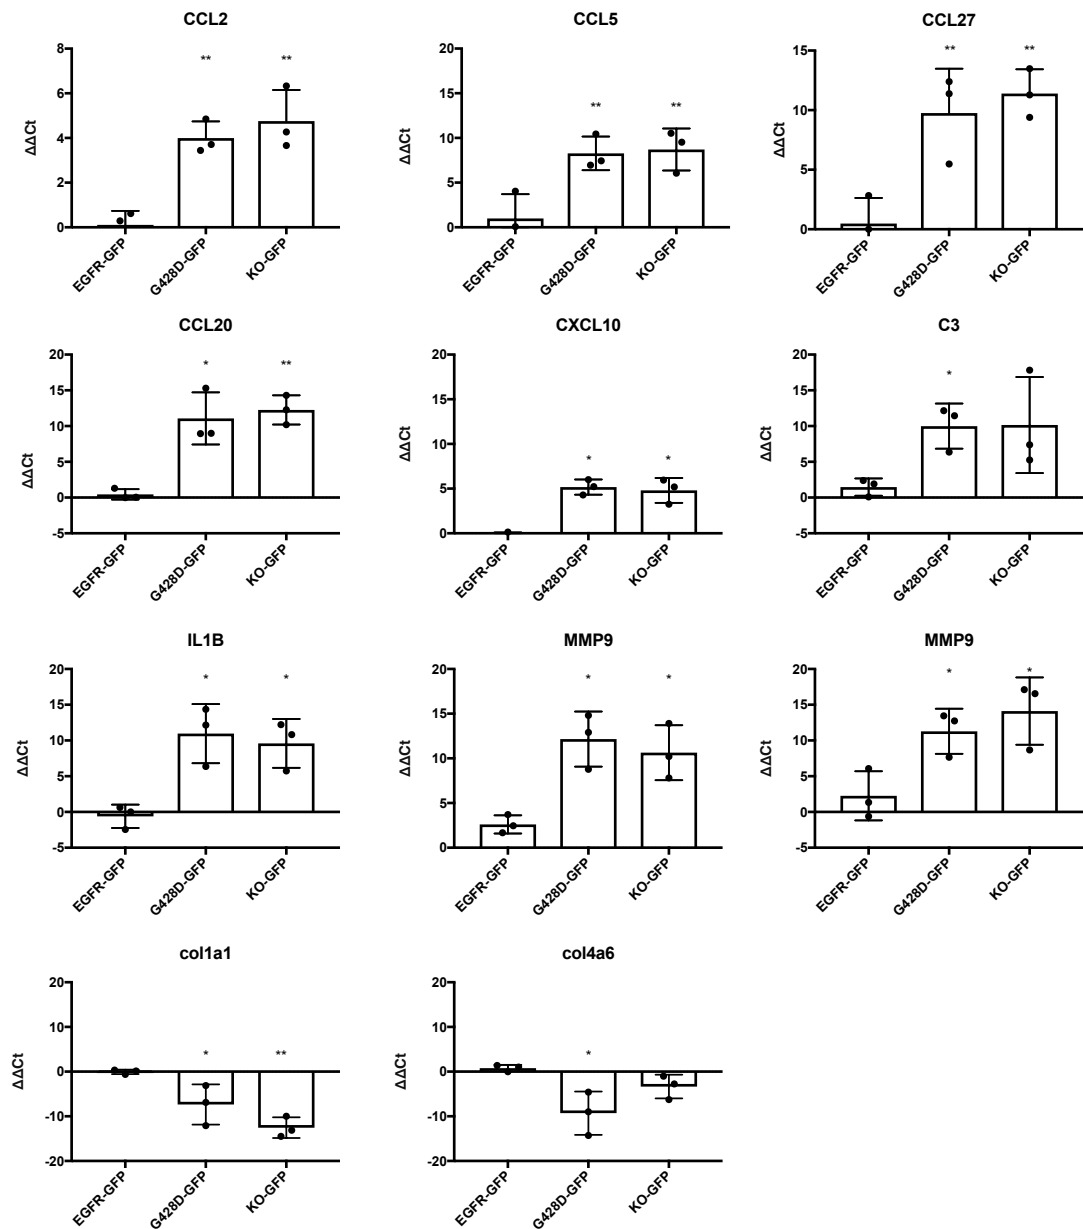 CCL2
ΔΔCt
8
6
4
2
0
**
**
EGFR-GFP
G428D-GFP
KO-GFP
CCL5
ΔΔCt
20
15
10
5
0
**
**
EGFR-GFP
G428D-GFP
KO-GFP
CCL27
ΔΔCt
15
10
5
0
**
**
EGFR-GFP
G428D-GFP
KO-GFP
CCL20
ΔΔCt
20
15
10
5
0
-5
*
**
EGFR-GFP
G428D-GFP
KO-GFP
CXCL10
ΔΔCt
20
15
10
5
0
*
*
EGFR-GFP
G428D-GFP
KO-GFP
C3
ΔΔCt
20
15
10
5
0
-5
*
EGFR-GFP
G428D-GFP
KO-GFP
IL1B
ΔΔCt
20
15
10
5
0
-5
*
*
EGFR-GFP
G428D-GFP
KO-GFP
MMP9
ΔΔCt
20
15
10
5
0
*
*
EGFR-GFP
G428D-GFP
KO-GFP
MMP9
ΔΔCt
20
15
10
5
0
-5
*
*
EGFR-GFP
G428D-GFP
KO-GFP
col1a1
ΔΔCt
20
10
0
-10
-20
*
**
EGFR-GFP
G428D-GFP
KO-GFP
col4a6
ΔΔCt
20
10
0
-10
-20
*
EGFR-GFP
G428D-GFP
KO-GFP